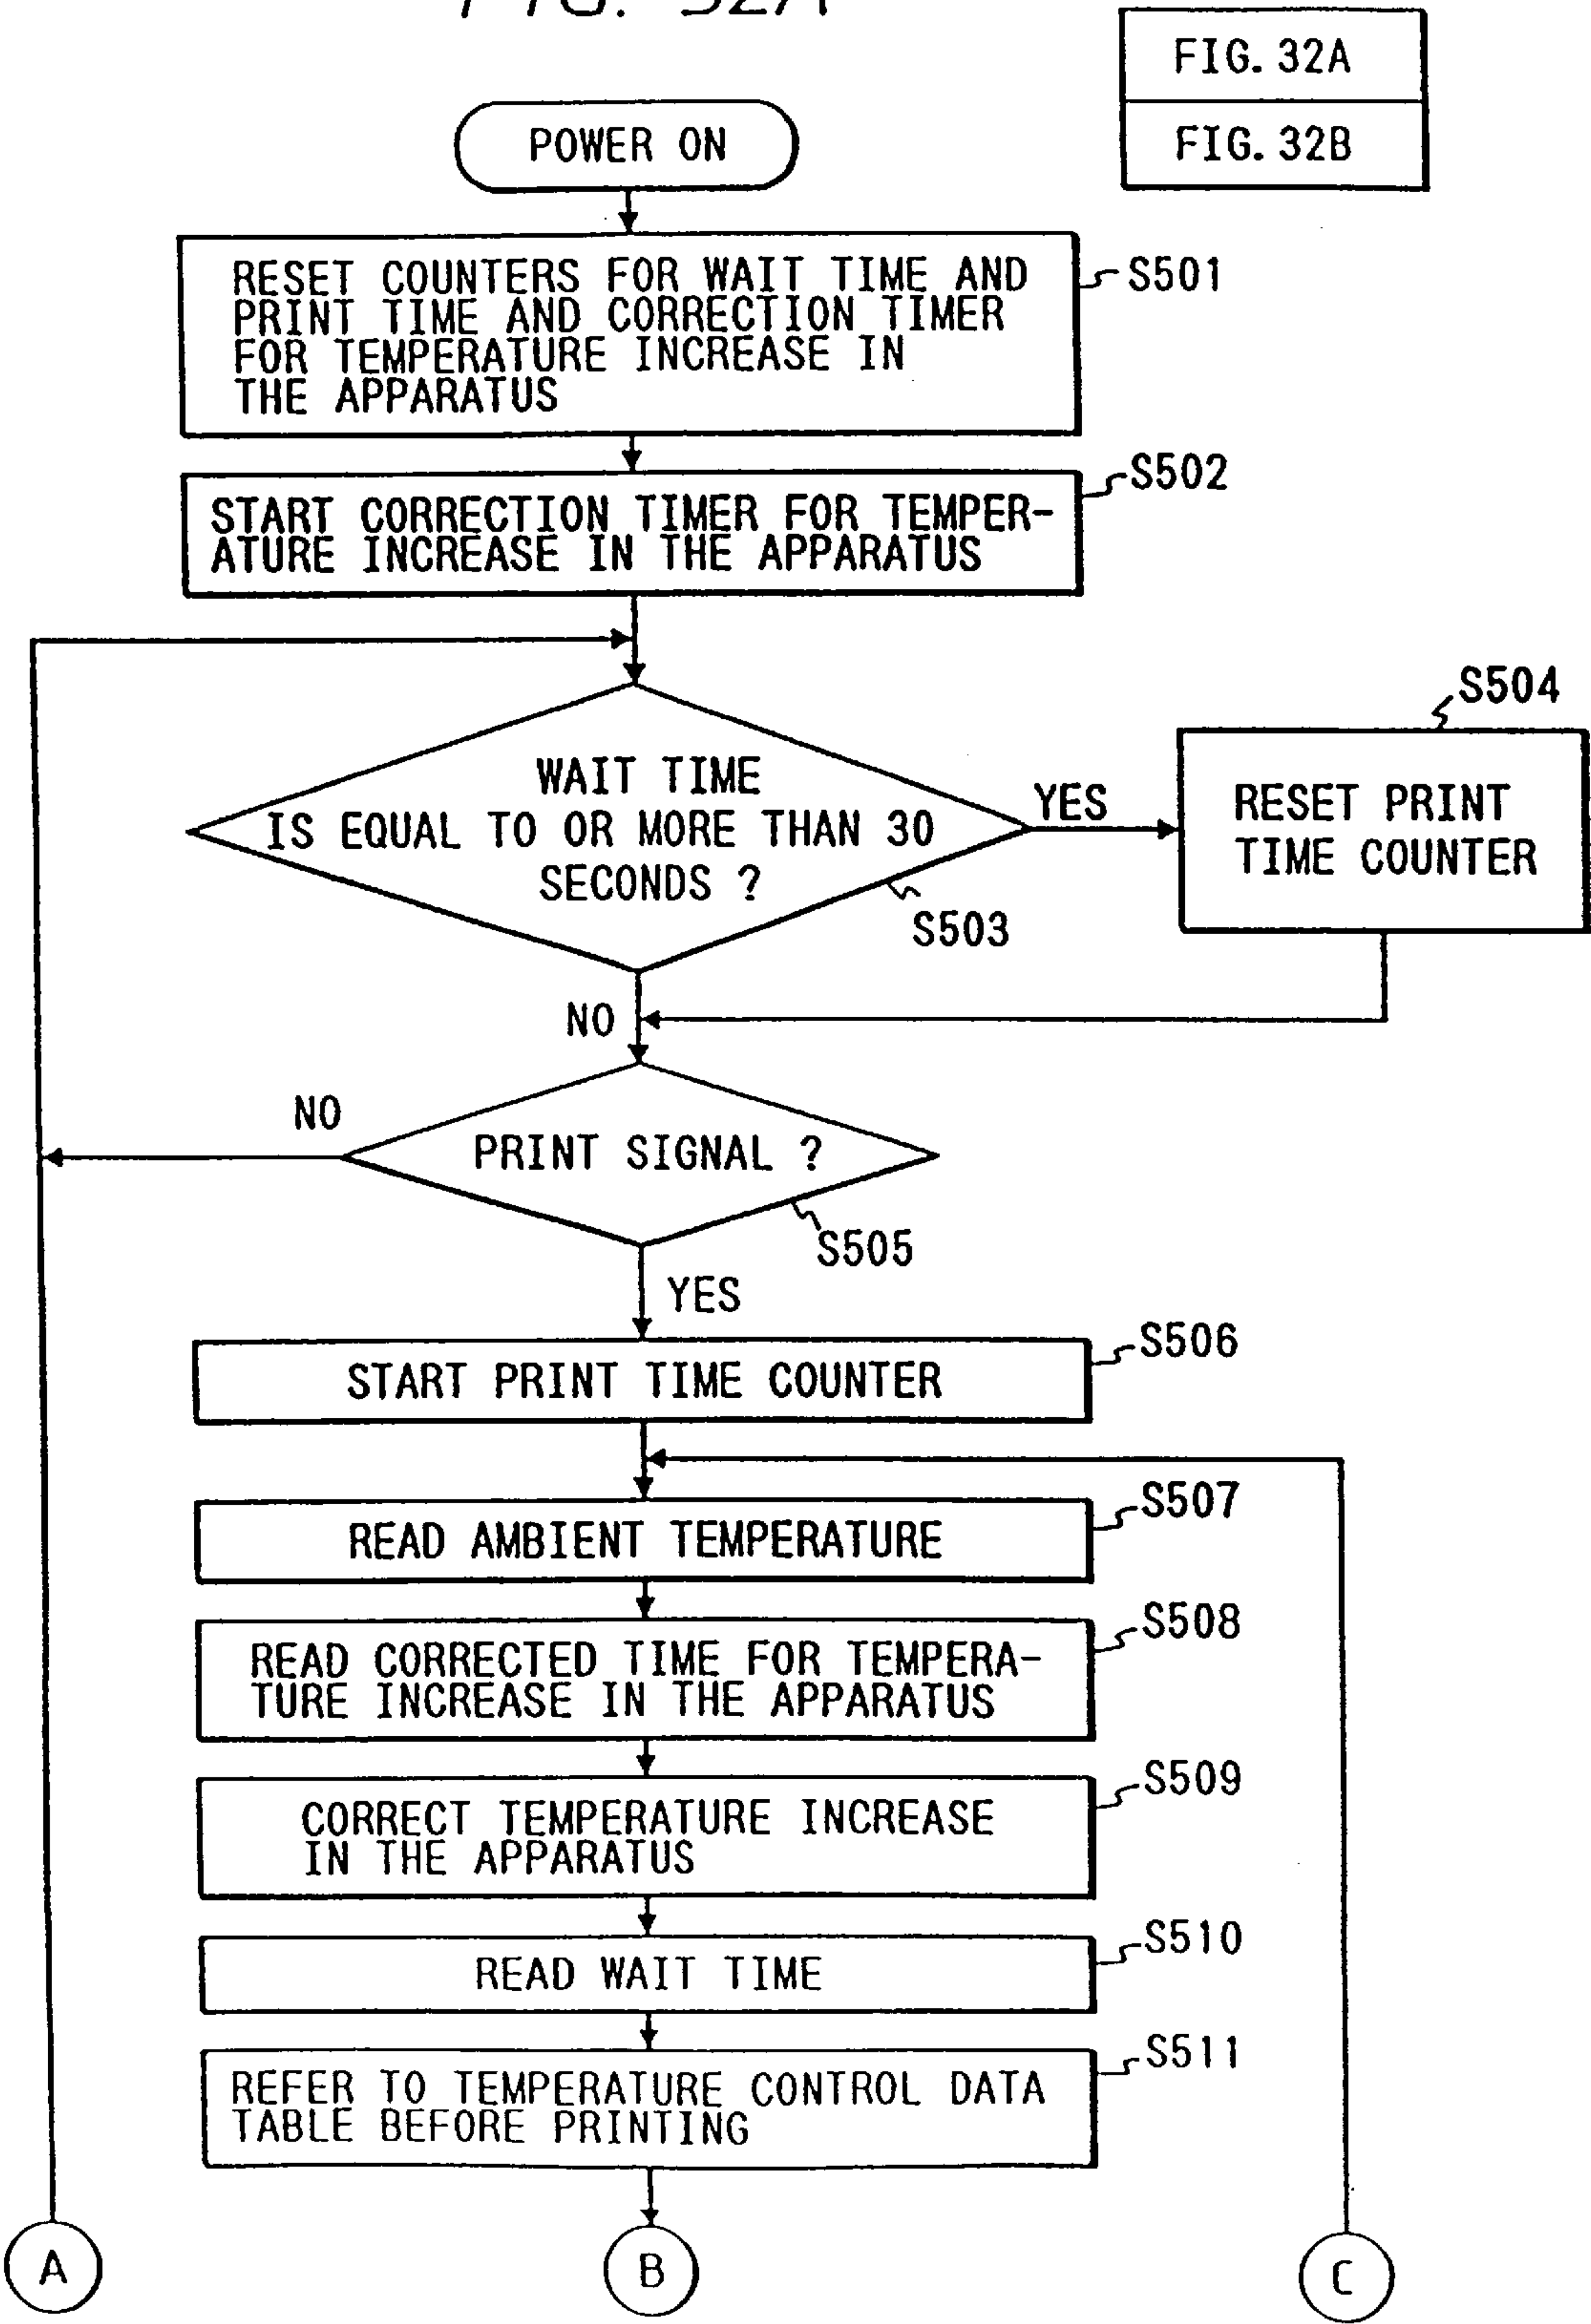 FIG. 32A
FIG. 32A
FIG. 32B
POWER ON
RESET COUNTERS FOR WAIT TIME AND
PRINT TIME AND CORRECTION TIMER
FOR TEMPERATURE INCREASE IN
THE APPARATUS
S501
START CORRECTION TIMER FOR TEMPER-
ATURE INCREASE IN THE APPARATUS
S502
WAIT TIME
IS EQUAL TO OR MORE THAN 30
SECONDS ?
S503
YES
S504
RESET PRINT
TIME COUNTER
NO
NO
PRINT SIGNAL ?
S505
YES
START PRINT TIME COUNTER
S506
READ AMBIENT TEMPERATURE
S507
READ CORRECTED TIME FOR TEMPERA-
TURE INCREASE IN THE APPARATUS
S508
CORRECT TEMPERATURE INCREASE
IN THE APPARATUS
S509
READ WAIT TIME
S510
REFER TO TEMPERATURE CONTROL DATA
TABLE BEFORE PRINTING
S511
A
B
C